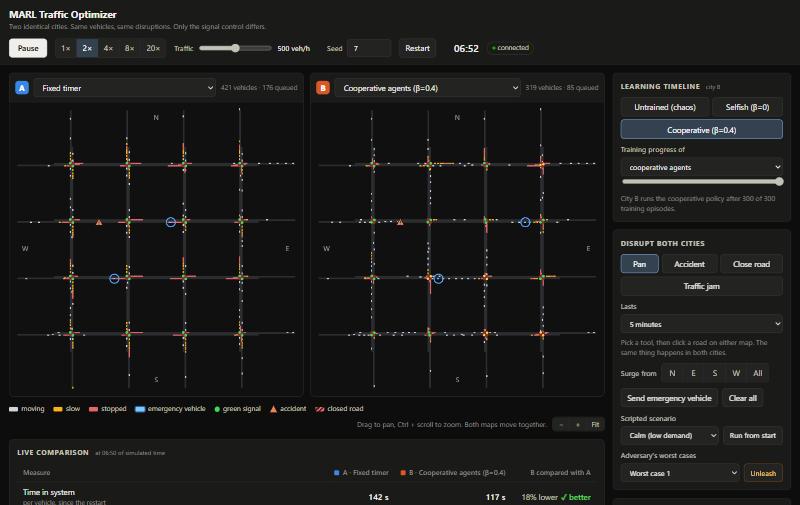 MARL Traffic Optimizer
Two identical cities. Same vehicles, same disruptions. Only the signal control differs.
Pause 1× 2× 4× 8× 20× Traffic 500 veh/h Seed 7 Restart 06:52 connected
A Fixed timer 421 vehicles · 176 queued
B Cooperative agents (β=0.4) 319 vehicles · 85 queued
N
W E
S
N
W E
S
moving slow stopped emergency vehicle green signal accident closed road
Drag to pan, Ctrl + scroll to zoom. Both maps move together. − + Fit
LIVE COMPARISON at 06:50 of simulated time
Measure A · Fixed timer B · Cooperative agents (β=0.4) B compared with A
Time in system 142 s 117 s 18% lower ✓ better
per vehicle, since the restart
LEARNING TIMELINE city B
Untrained (chaos) Selfish (β=0)
Cooperative (β=0.4)
Training progress of
cooperative agents
City B runs the cooperative policy after 300 of 300
training episodes.
DISRUPT BOTH CITIES
Pan Accident Close road
Traffic jam
Lasts
5 minutes
Pick a tool, then click a road on either map. The
same thing happens in both cities.
Surge from N E S W All
Send emergency vehicle Clear all
Scripted scenario
Calm (low demand) Run from start
Adversary's worst cases
Worst case 1 Unleash